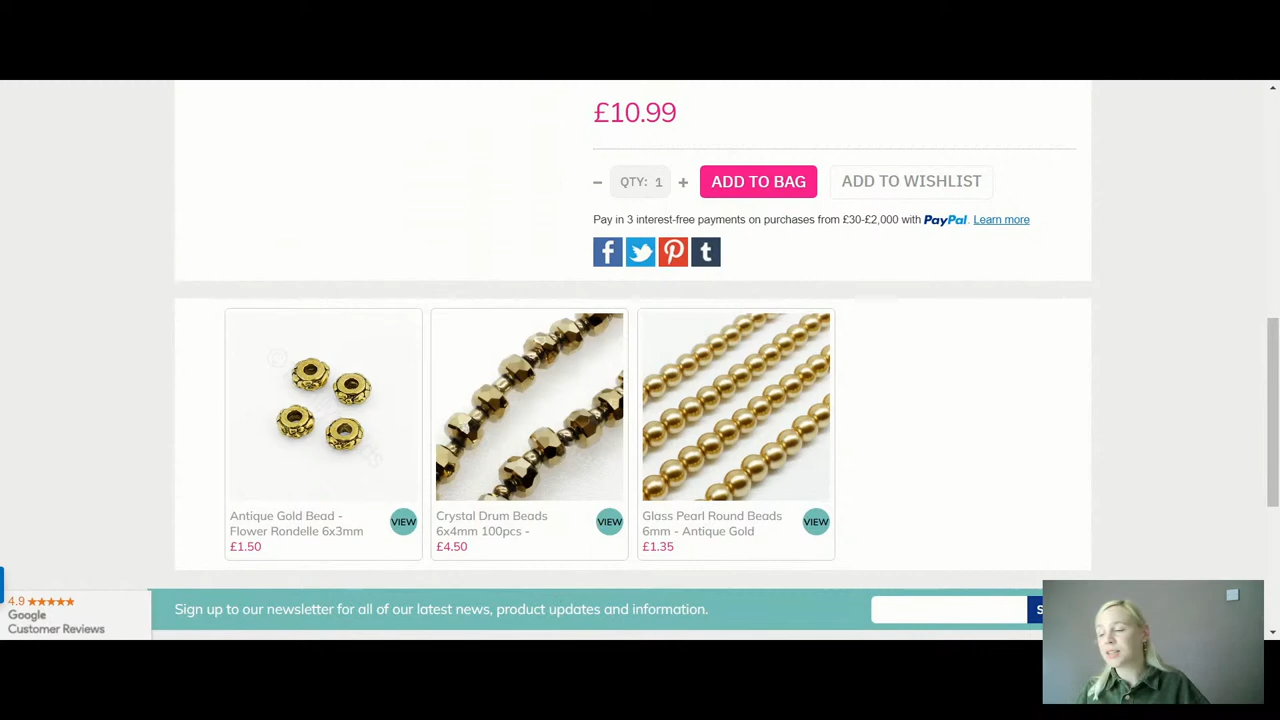 £10.99
QTY: 1
ADD TO BAG
ADD TO WISHLIST
Pay in 3 interest-free payments on purchases from £30-£2,000 with PayPal. Learn more
Antique Gold Bead -
Flower Rondelle 6x3mm
£1.50
VIEW
Crystal Drum Beads
6x4mm 100pcs -
£4.50
VIEW
Glass Pearl Round Beads
6mm - Antique Gold
£1.35
VIEW
4.9 ★★★★★
Google
Customer Reviews
Sign up to our newsletter for all of our latest news, product updates and information.